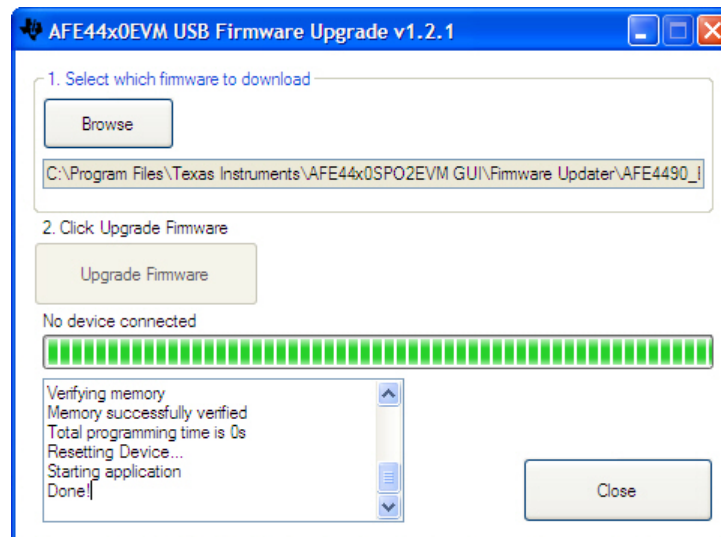 AFE44x0EVM USB Firmware Upgrade v1.2.1
1. Select which firmware to download
Browse
C:\Program Files\Texas Instruments\AFE44x0SPO2EVM GUI\Firmware Updater\AFE4490_
2. Click Upgrade Firmware
Upgrade Firmware
No device connected
Verifying memory
Memory successfully verified
Total programming time is 0s
Resetting Device...
Starting application
Done!
Close